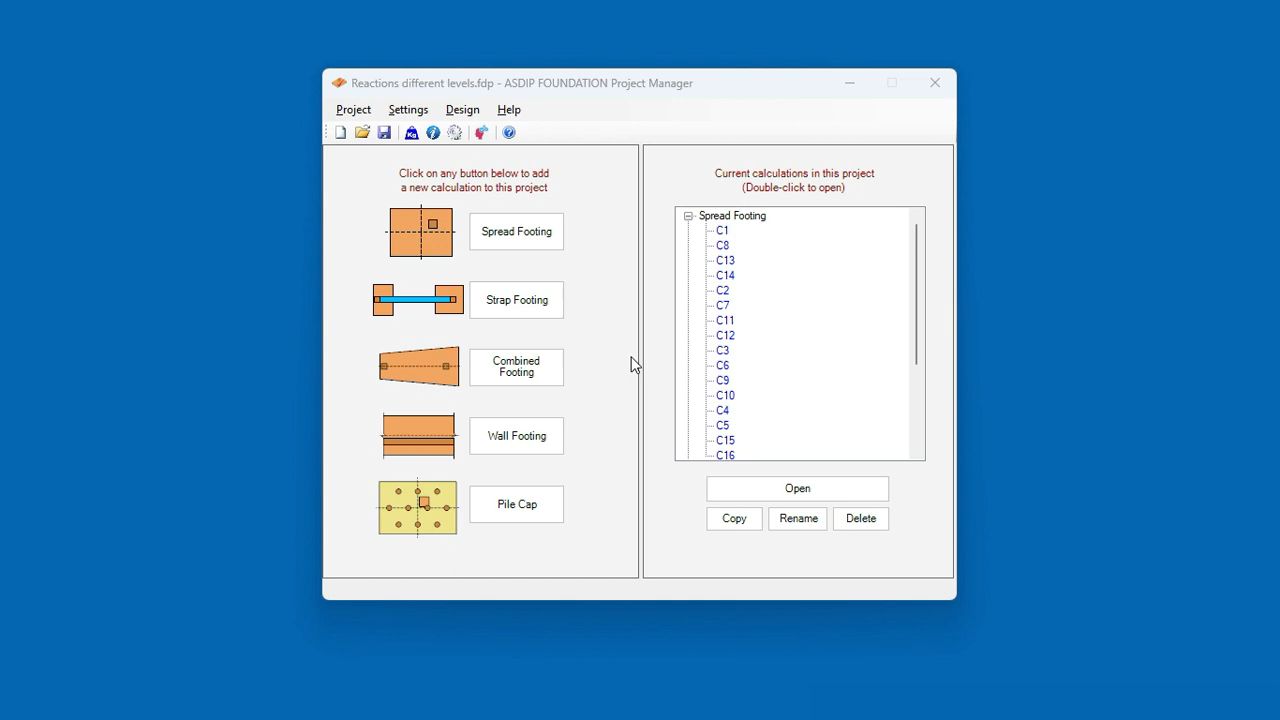 Reactions different levels.fdp - ASDIP FOUNDATION Project Manager
Project Settings Design Help
Kg
Click on any button below to add
a new calculation to this project
Spread Footing
Strap Footing
Combined
Footing
Wall Footing
Pile Cap
Current calculations in this project
(Double-click to open)
Spread Footing
C1
C8
C13
C14
C2
C7
C11
C12
C3
C6
C9
C10
C4
C5
C15
C16
Open
Copy Rename Delete